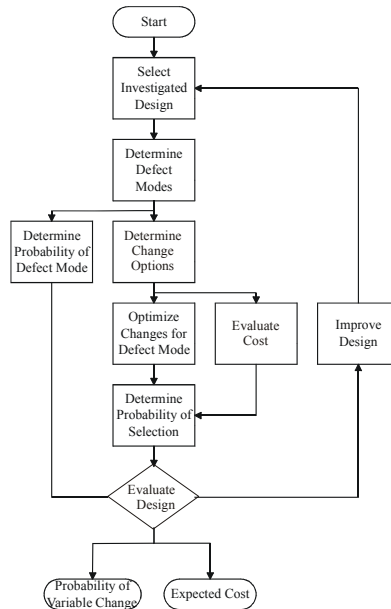 Start
Select
Investigated
Design
Determine
Defect
Modes
Determine
Probability of
Defect Mode
Determine
Change
Options
Optimize
Changes for
Defect Mode
Evaluate
Cost
Improve
Design
Determine
Probability of
Selection
Evaluate
Design
Probability of
Variable Change
Expected Cost